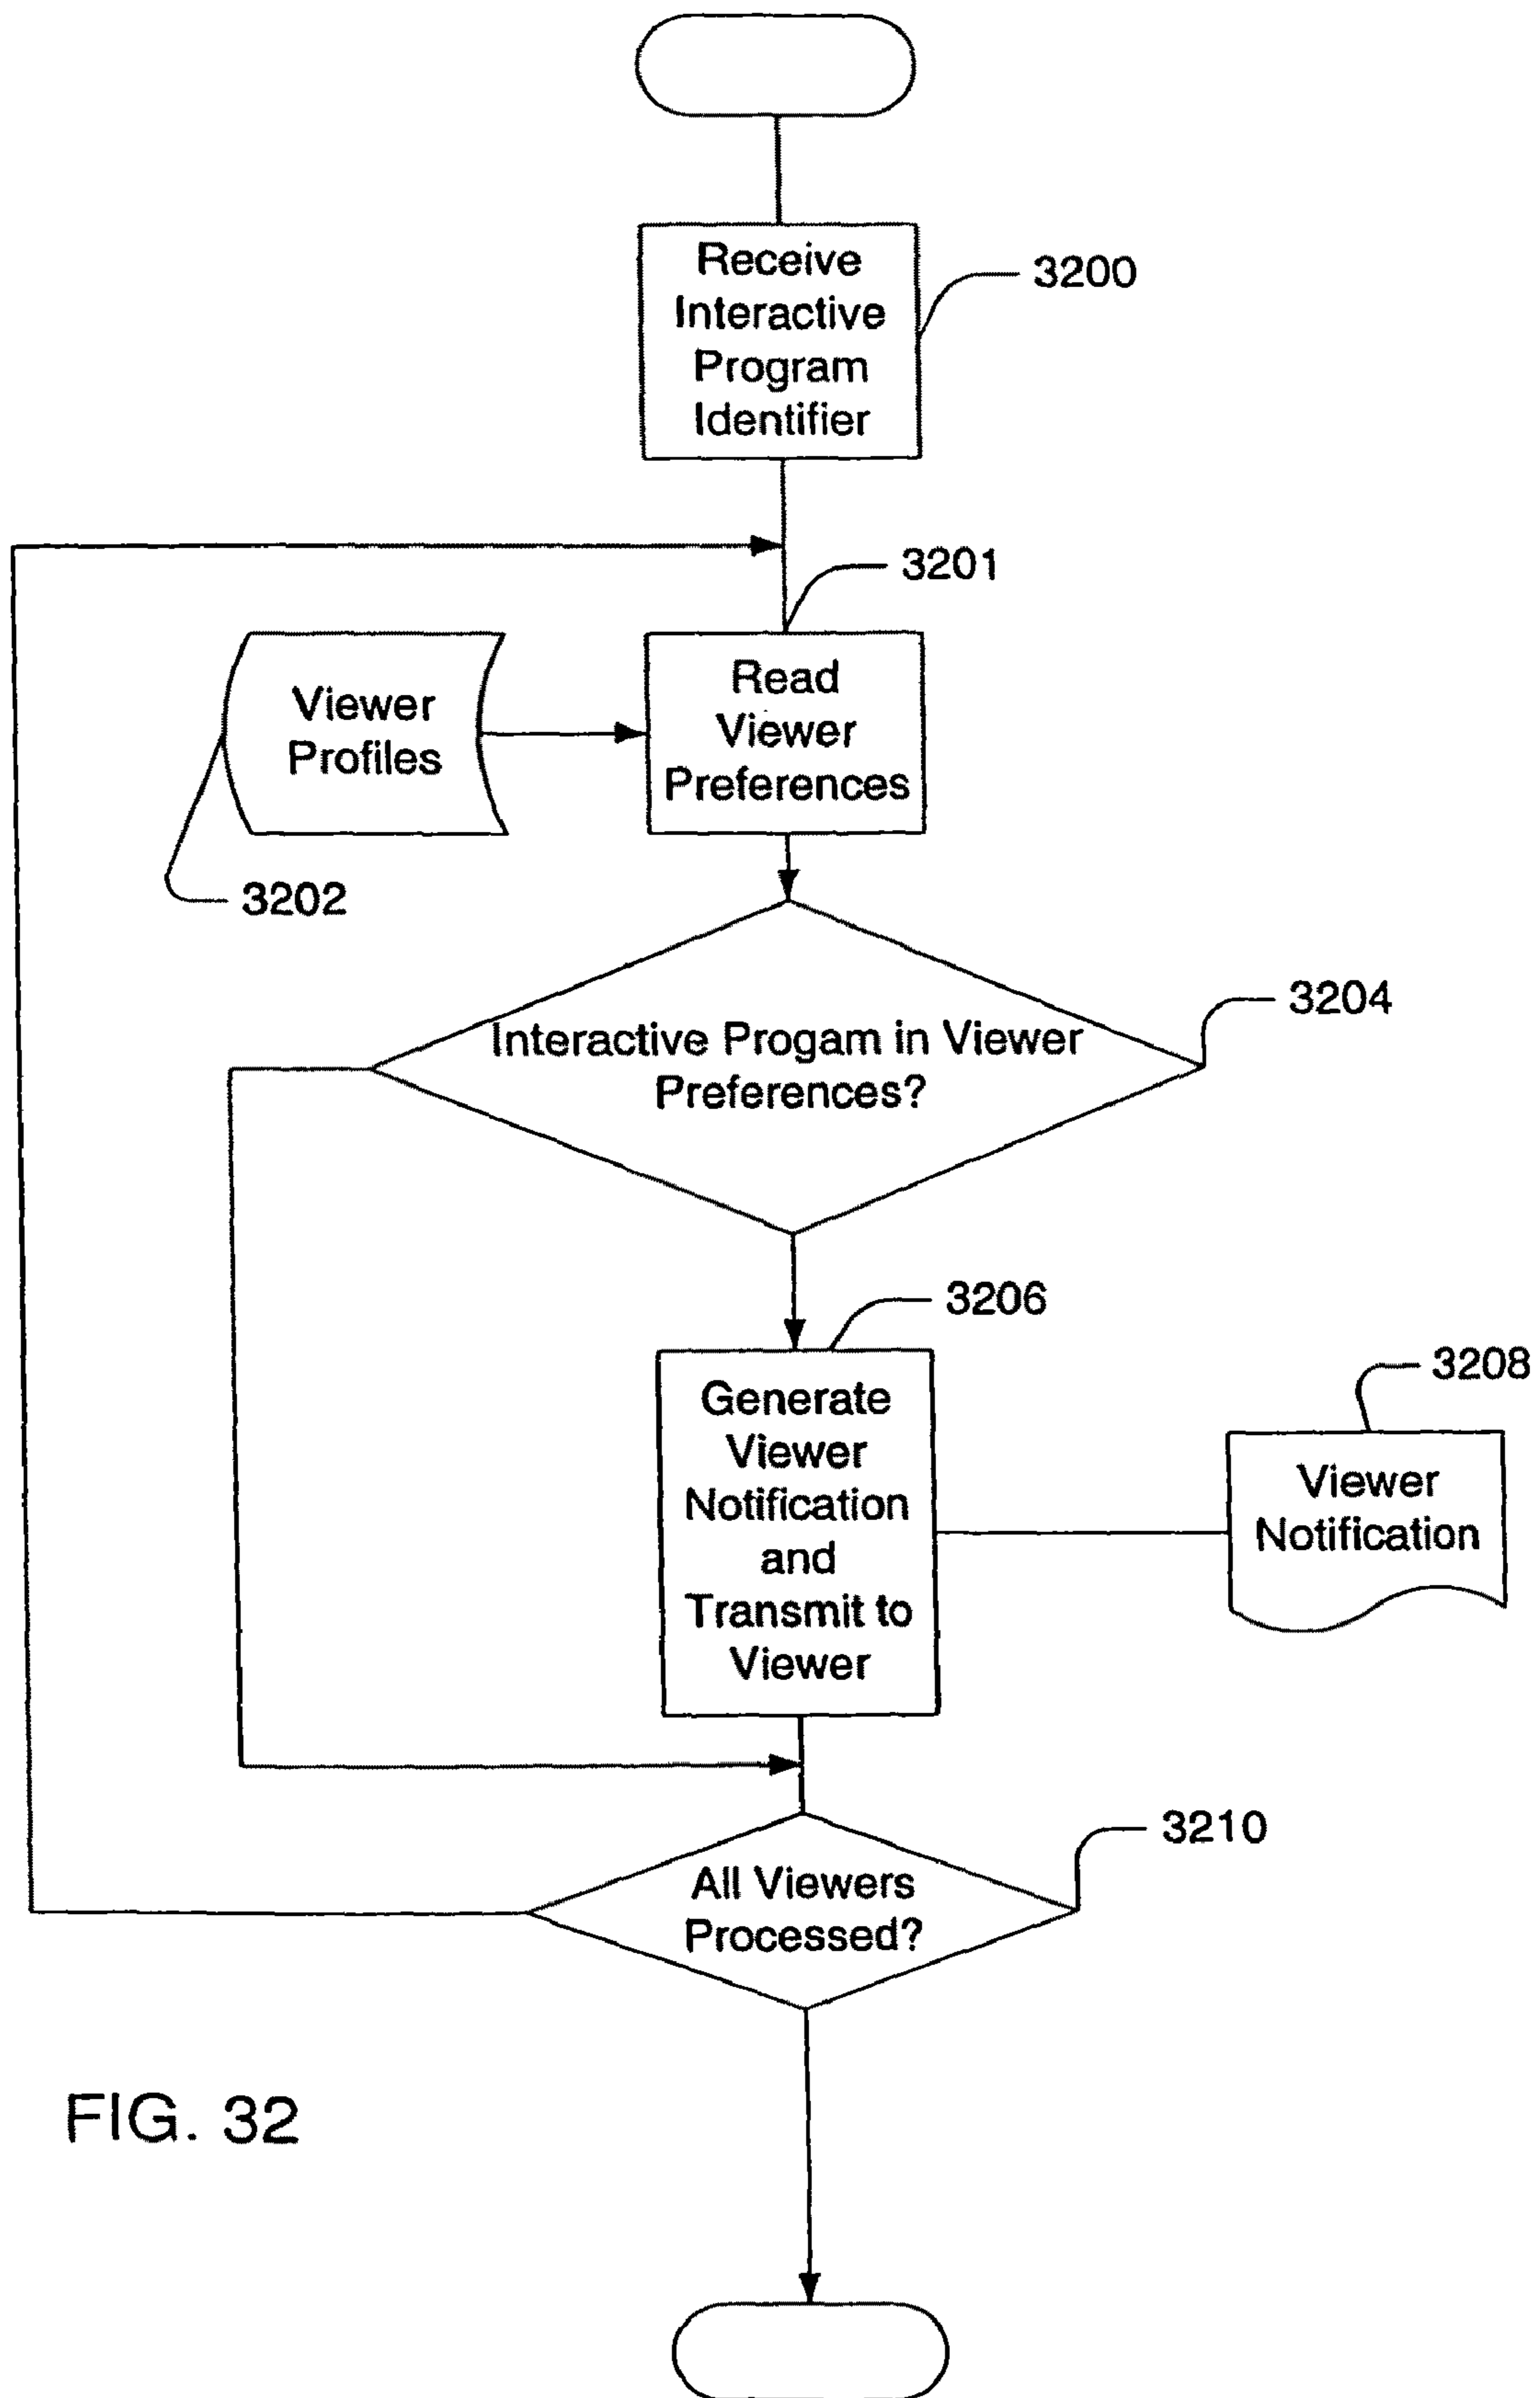 Receive
Interactive
Program
Identifier
3200
3201
Viewer
Profiles
Read
Viewer
Preferences
3202
3204
Interactive Progam in Viewer
Preferences?
3206
3208
Generate
Viewer
Notification
and
Transmit to
Viewer
Viewer
Notification
3210
All Viewers
Processed?
FIG. 32